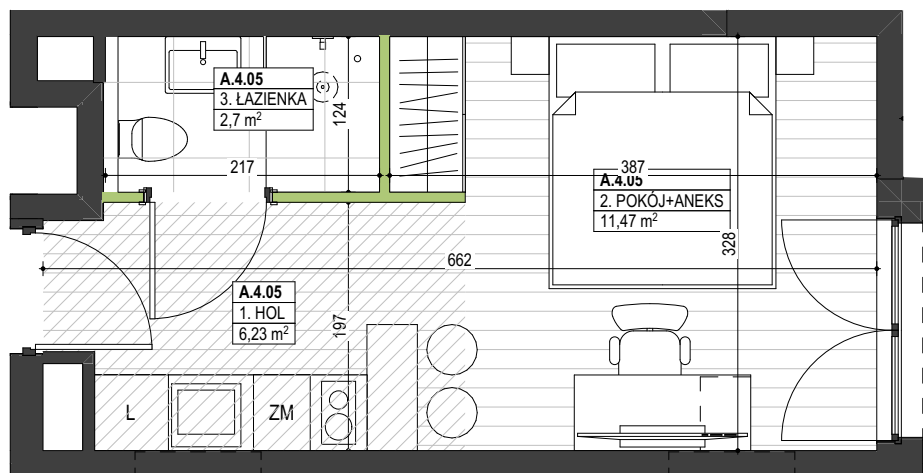 A.4.05
3. ŁAZIENKA
2,7 m²
124
217
387
A.4.05
2. POKÓJ+ANEKS
11,47 m²
328
662
A.4.05
1. HOL
6,23 m²
197
L
ZM